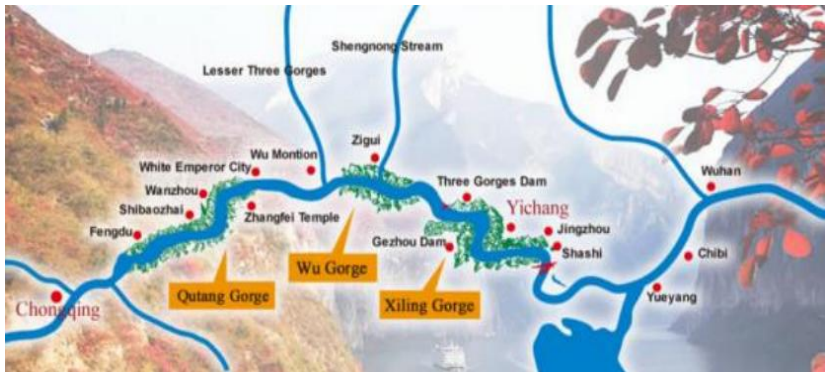 Shengnong Stream
Lesser Three Gorges
Zigui
Wu Montion
White Emperor City
Wuhan
Three Gorges Dam
Wanzhou
Yichang
Shibaozhai
Zhangfei Temple
Jingzhou
Fengdu
Gezhou Dam
Shashi
Chibi
Wu Gorge
Qutang Gorge
Xiling Gorge
Yueyang
Chongqing